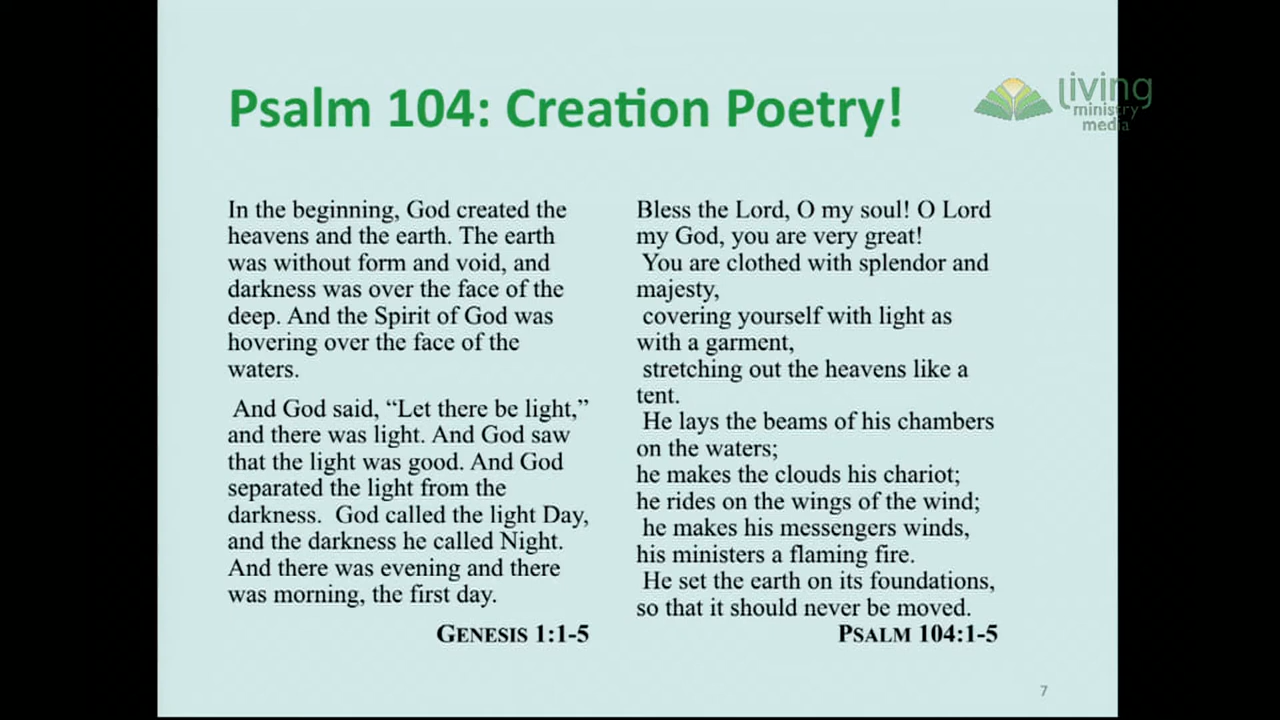 Psalm 104: Creation Poetry!
living
ministry
media
In the beginning, God created the
heavens and the earth. The earth
was without form and void, and
darkness was over the face of the
deep. And the Spirit of God was
hovering over the face of the
waters.
And God said, “Let there be light,”
and there was light. And God saw
that the light was good. And God
separated the light from the
darkness.  God called the light Day,
and the darkness he called Night.
And there was evening and there
was morning, the first day.
GENESIS 1:1-5
Bless the Lord, O my soul! O Lord
my God, you are very great!
You are clothed with splendor and
majesty,
covering yourself with light as
with a garment,
stretching out the heavens like a
tent.
He lays the beams of his chambers
on the waters;
he makes the clouds his chariot;
he rides on the wings of the wind;
he makes his messengers winds,
his ministers a flaming fire.
He set the earth on its foundations,
so that it should never be moved.
PSALM 104:1-5
7